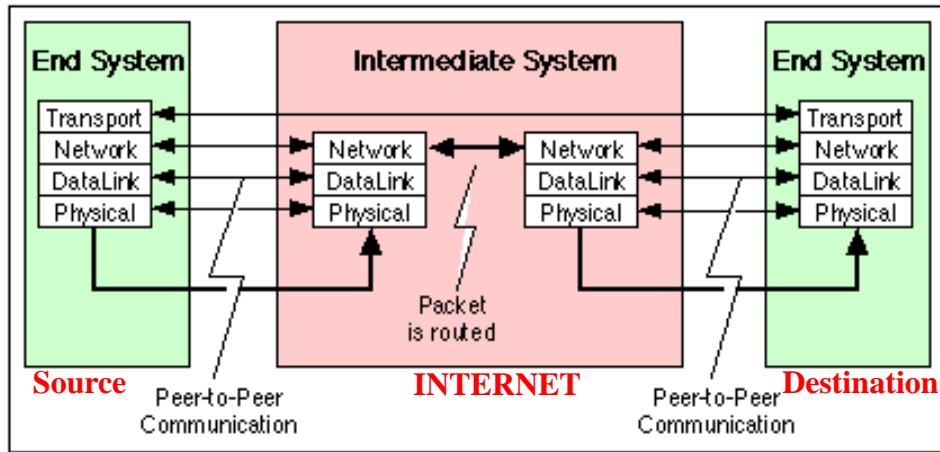 End System
Intermediate System
End System
Transport
Network
DataLink
Physical
Network
DataLink
Physical
Network
DataLink
Physical
Transport
Network
DataLink
Physical
Packet
is routed
Source
INTERNET
Destination
Peer-to-Peer
Communication
Peer-to-Peer
Communication